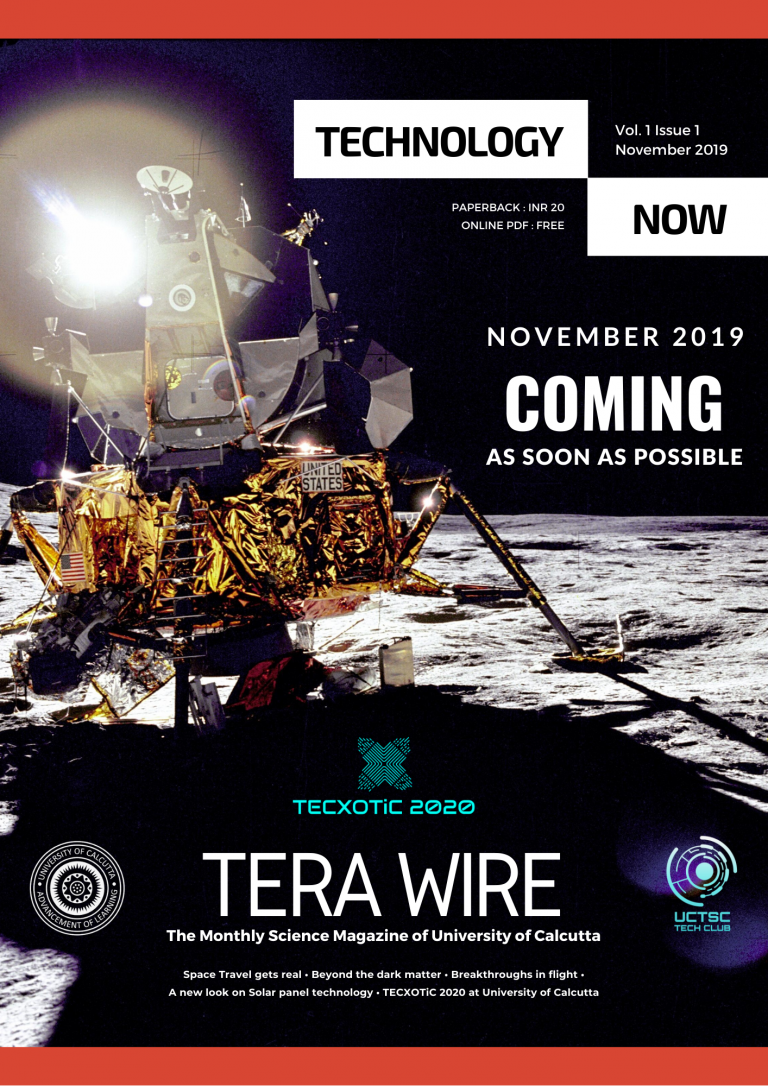 TECHNOLOGY
Vol. 1 Issue 1
November 2019
PAPERBACK : INR 20
ONLINE PDF : FREE
NOW
NOVEMBER 2019
COMING
AS SOON AS POSSIBLE
UNITED
STATES
TECXOTiC 2020
UNIVERSITY OF CALCUTTA
ADVANCEMENT OF LEARNING
TERA WIRE
UCTSC
TECH CLUB
The Monthly Science Magazine of University of Calcutta
Space Travel gets real • Beyond the dark matter • Breakthroughs in flight •
A new look on Solar panel technology • TECXOTiC 2020 at University of Calcutta